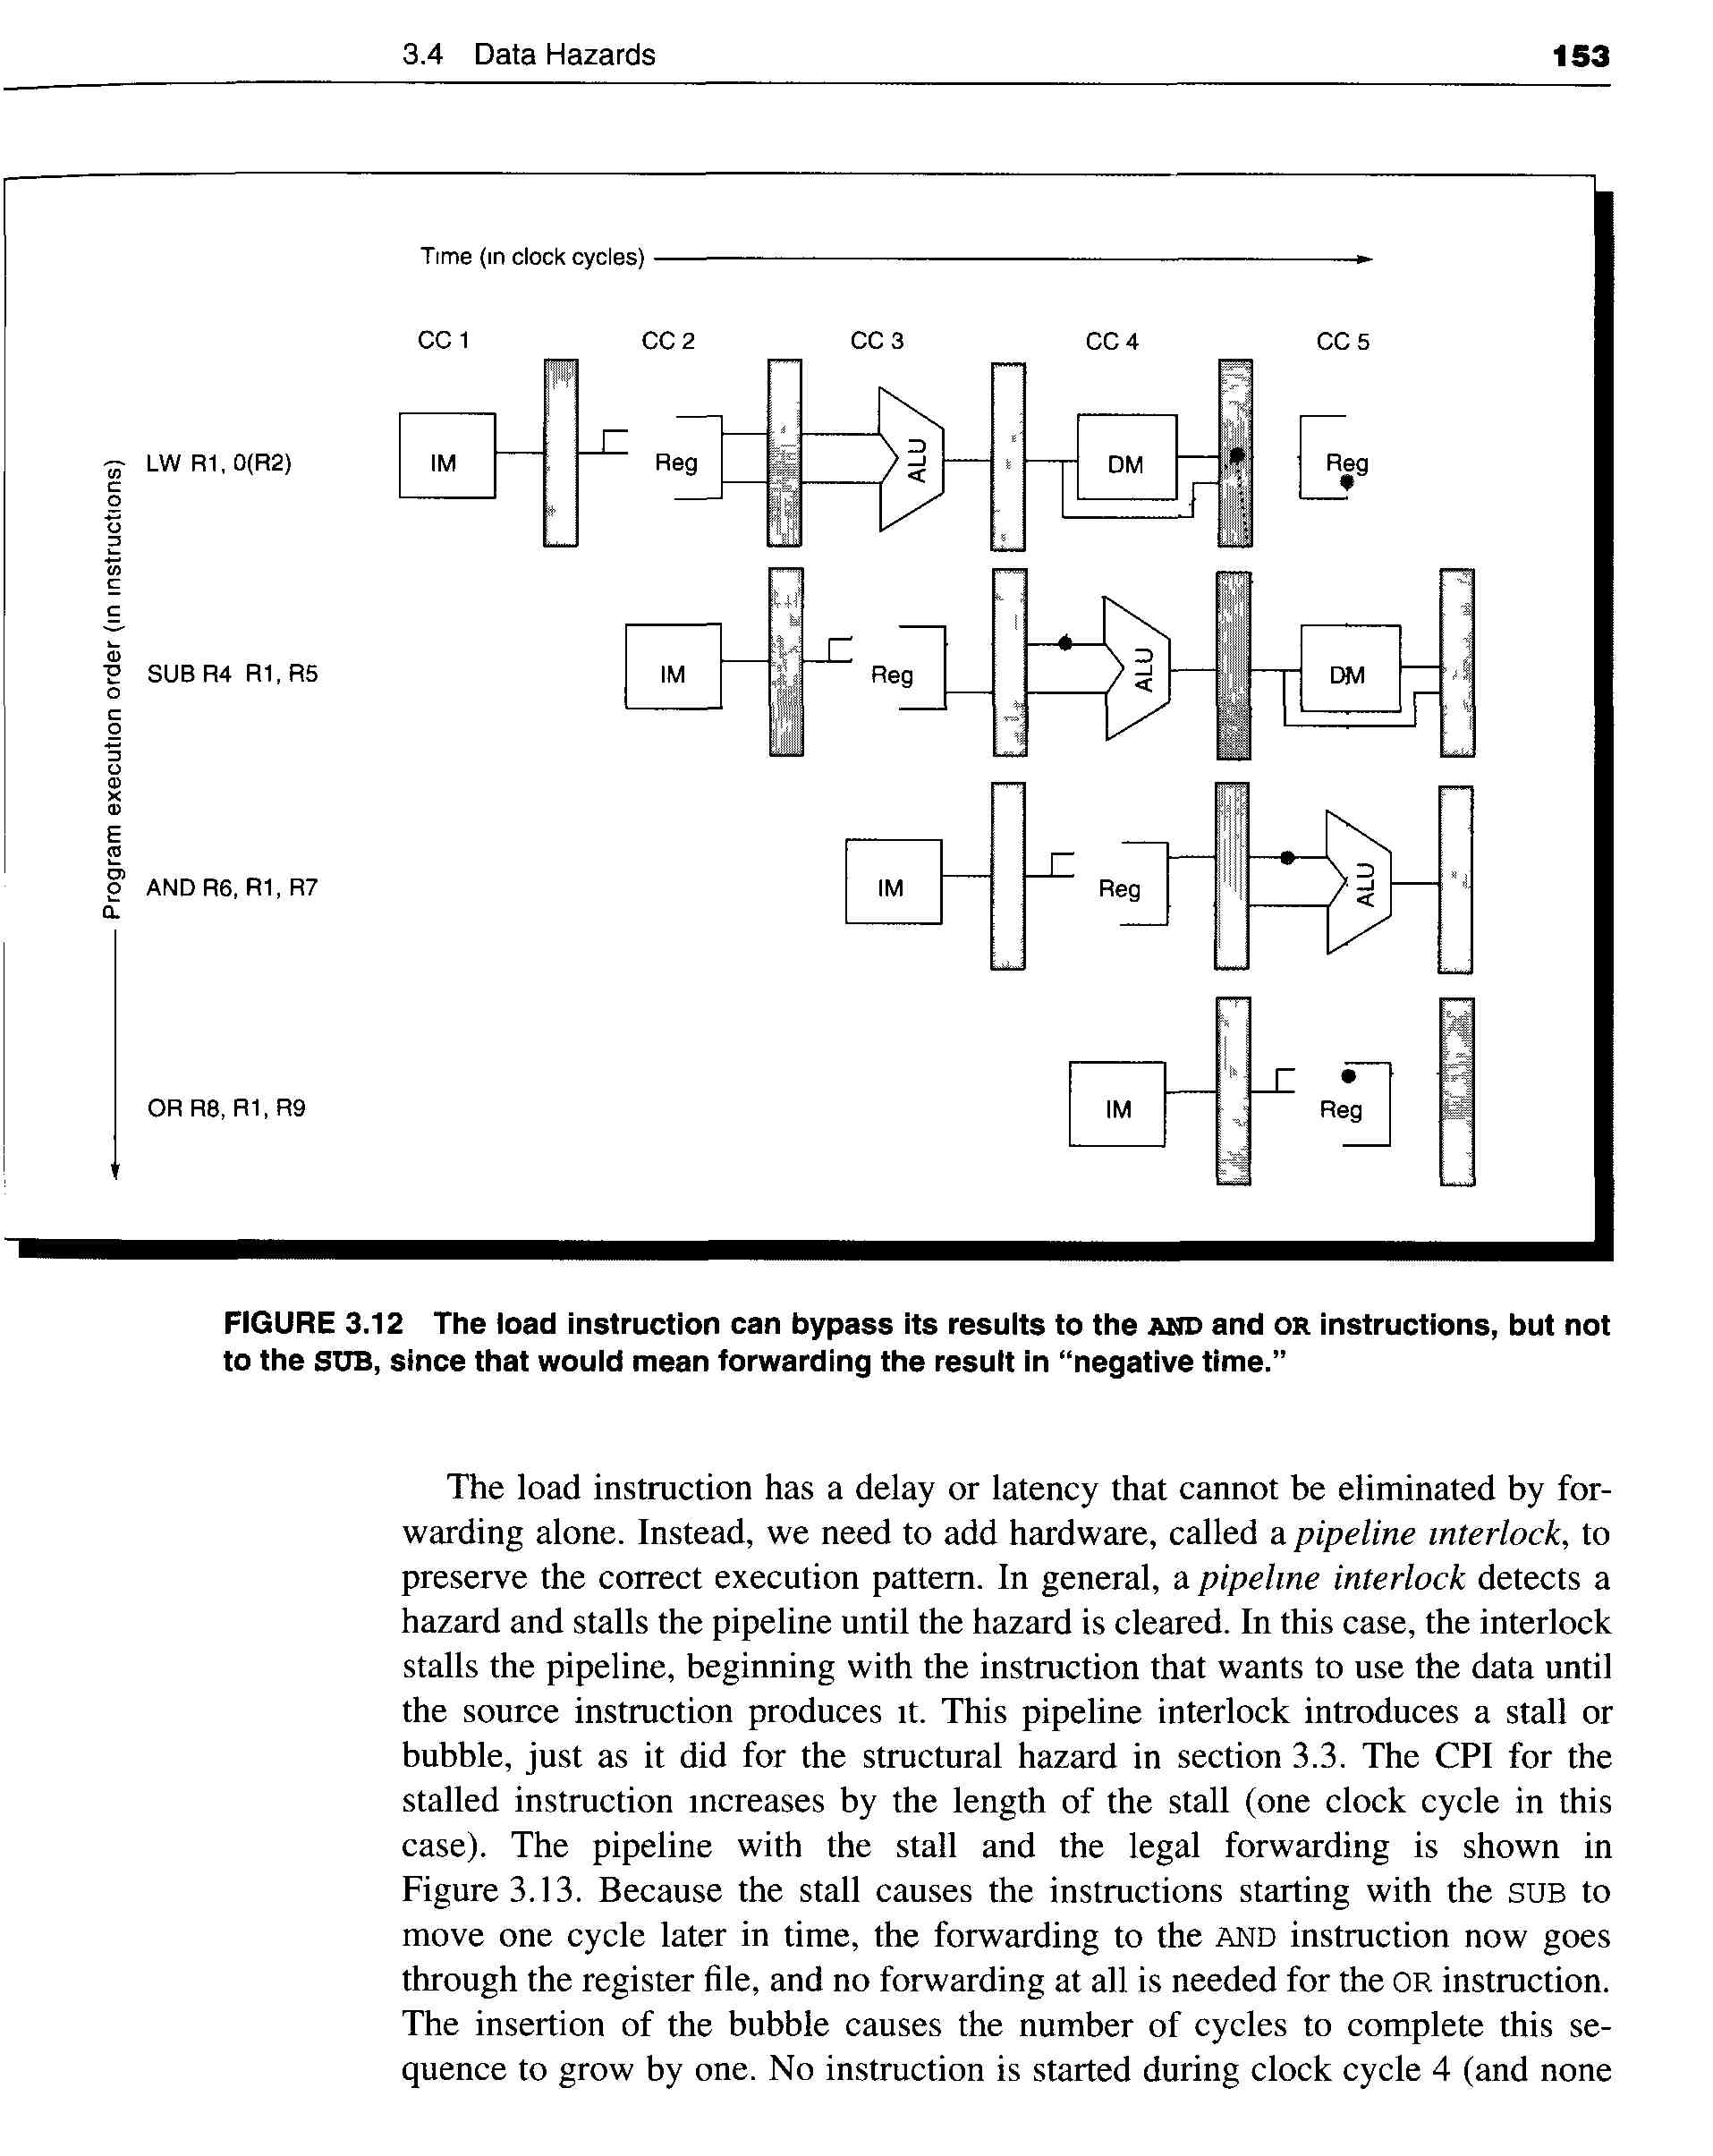 3.4 Data Hazards 153
Time (in clock cycles)
CC 1 CC 2 CC 3 CC 4 CC 5
Program execution order (in instructions)
LW R1, 0(R2) IM Reg ALU DM Reg
SUB R4 R1, R5 IM Reg ALU DM
AND R6, R1, R7 IM Reg ALU
OR R8, R1, R9 IM Reg
FIGURE 3.12 The load instruction can bypass its results to the AND and OR instructions, but not
to the SUB, since that would mean forwarding the result in “negative time.”
The load instruction has a delay or latency that cannot be eliminated by for-
warding alone. Instead, we need to add hardware, called a pipeline interlock, to
preserve the correct execution pattern. In general, a pipeline interlock detects a
hazard and stalls the pipeline until the hazard is cleared. In this case, the interlock
stalls the pipeline, beginning with the instruction that wants to use the data until
the source instruction produces it. This pipeline interlock introduces a stall or
bubble, just as it did for the structural hazard in section 3.3. The CPI for the
stalled instruction increases by the length of the stall (one clock cycle in this
case). The pipeline with the stall and the legal forwarding is shown in
Figure 3.13. Because the stall causes the instructions starting with the SUB to
move one cycle later in time, the forwarding to the AND instruction now goes
through the register file, and no forwarding at all is needed for the OR instruction.
The insertion of the bubble causes the number of cycles to complete this se-
quence to grow by one. No instruction is started during clock cycle 4 (and none